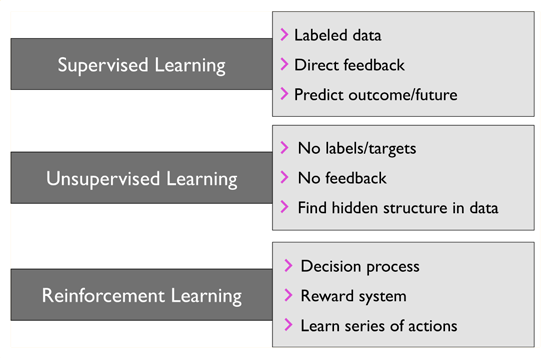 Supervised Learning
Labeled data
Direct feedback
Predict outcome/future
Unsupervised Learning
No labels/targets
No feedback
Find hidden structure in data
Reinforcement Learning
Decision process
Reward system
Learn series of actions